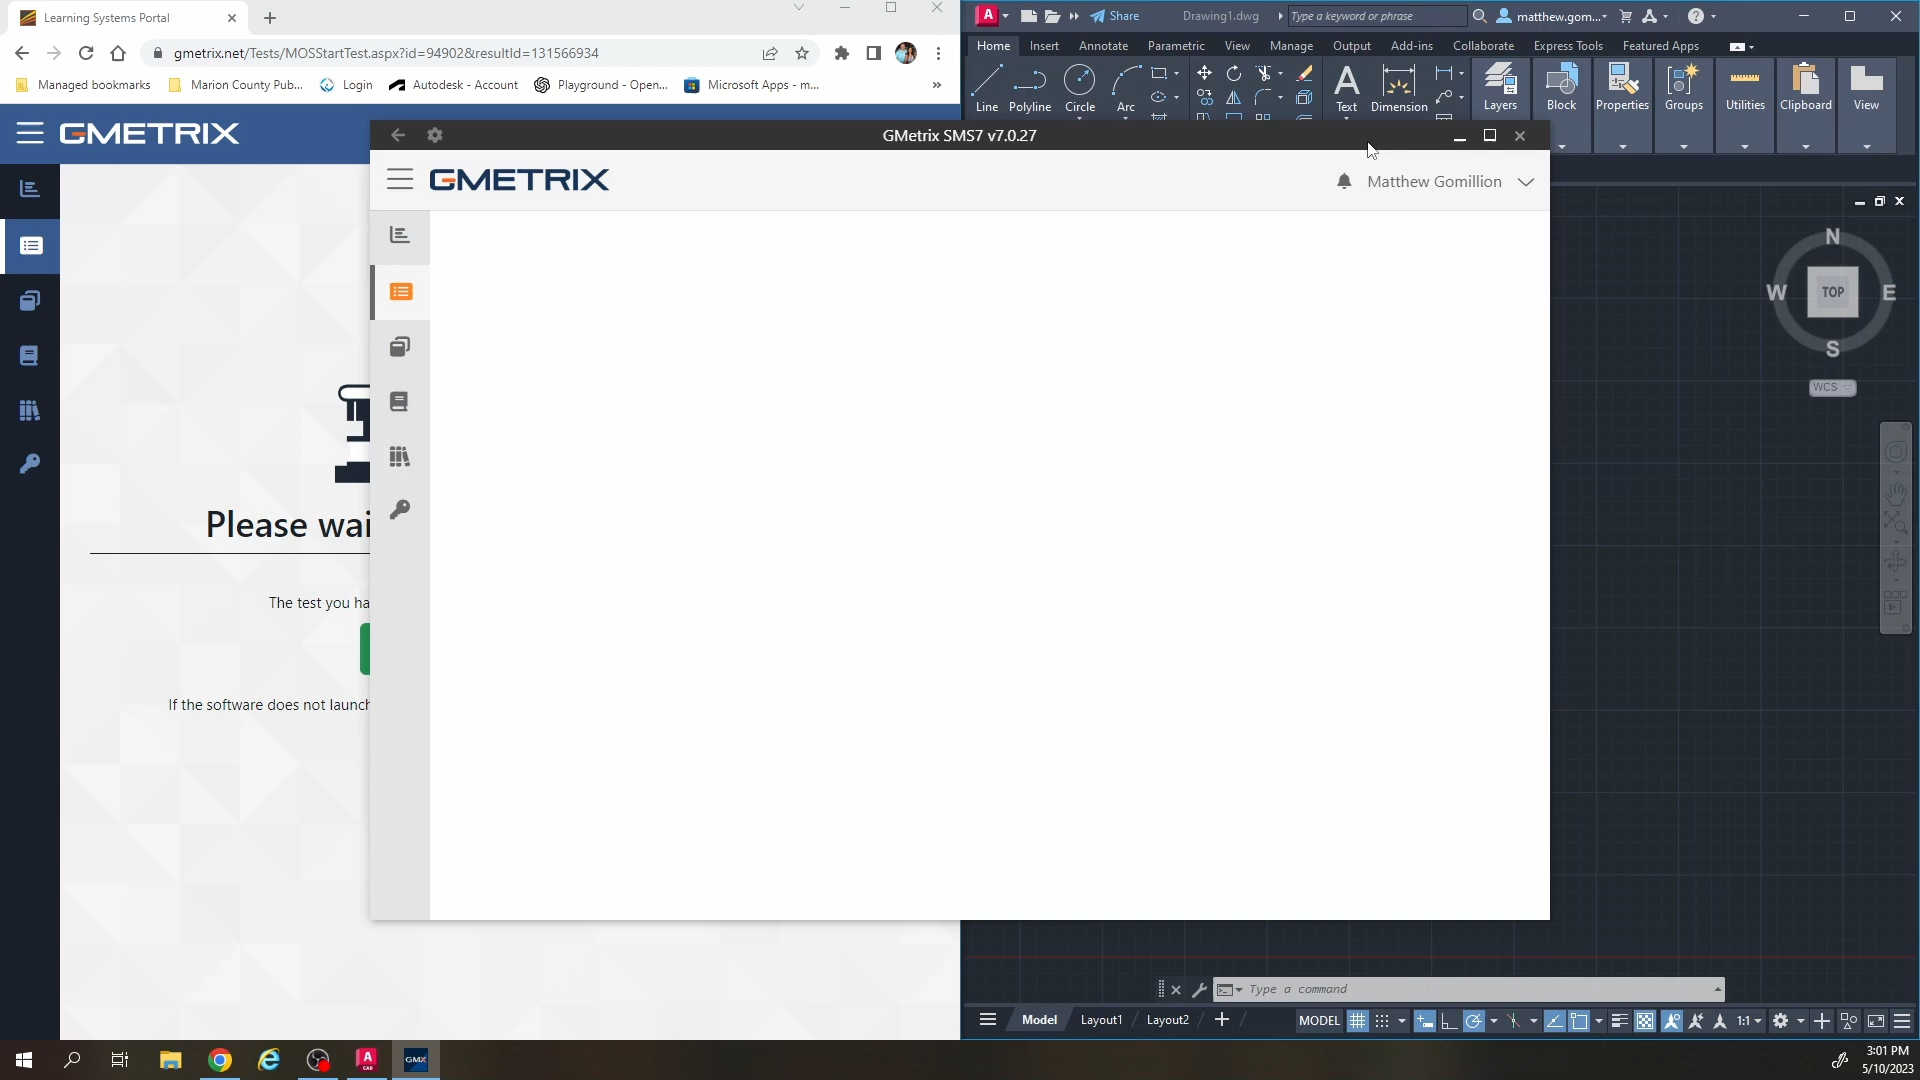 Learning Systems Portal
gmetrix.net/Tests/MOSStartTest.aspx?id=94902&resultId=131566934
Managed bookmarks
Marion County Pub...
Login
Autodesk - Account
Playground - Open...
Microsoft Apps - m...
»
GMETRIX
Please wai
The test you ha
If the software does not launch
A
Share
Drawing1.dwg
Type a keyword or phrase
matthew.gom...
Home Insert Annotate Parametric View Manage Output Add-ins Collaborate Express Tools Featured Apps
Line Polyline Circle Arc
Text Dimension
Layers Block Properties Groups Utilities Clipboard View
GMetrix SMS7 v7.0.27
GMETRIX
Matthew Gomillion
N
W TOP E
S
WCS
Type a command
Model Layout1 Layout2
MODEL
1:1
A
CAD
GMX
3:01 PM
5/10/2023